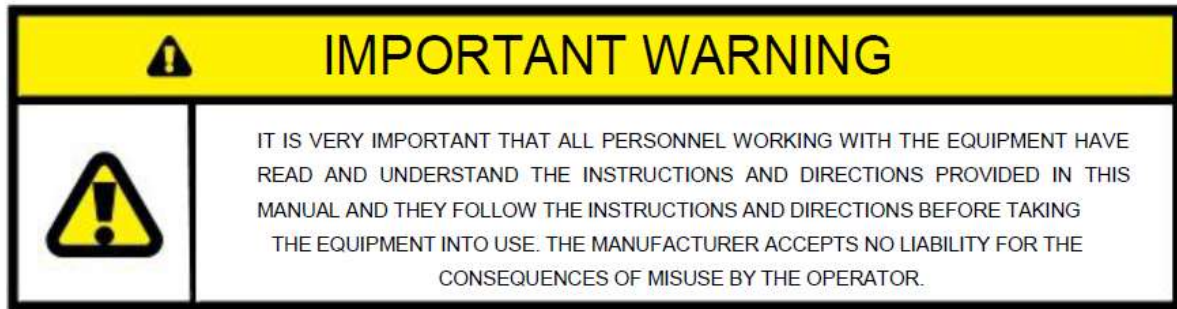 IMPORTANT WARNING
IT IS VERY IMPORTANT THAT ALL PERSONNEL WORKING WITH THE EQUIPMENT HAVE
READ AND UNDERSTAND THE INSTRUCTIONS AND DIRECTIONS PROVIDED IN THIS
MANUAL AND THEY FOLLOW THE INSTRUCTIONS AND DIRECTIONS BEFORE TAKING
THE EQUIPMENT INTO USE. THE MANUFACTURER ACCEPTS NO LIABILITY FOR THE
CONSEQUENCES OF MISUSE BY THE OPERATOR.